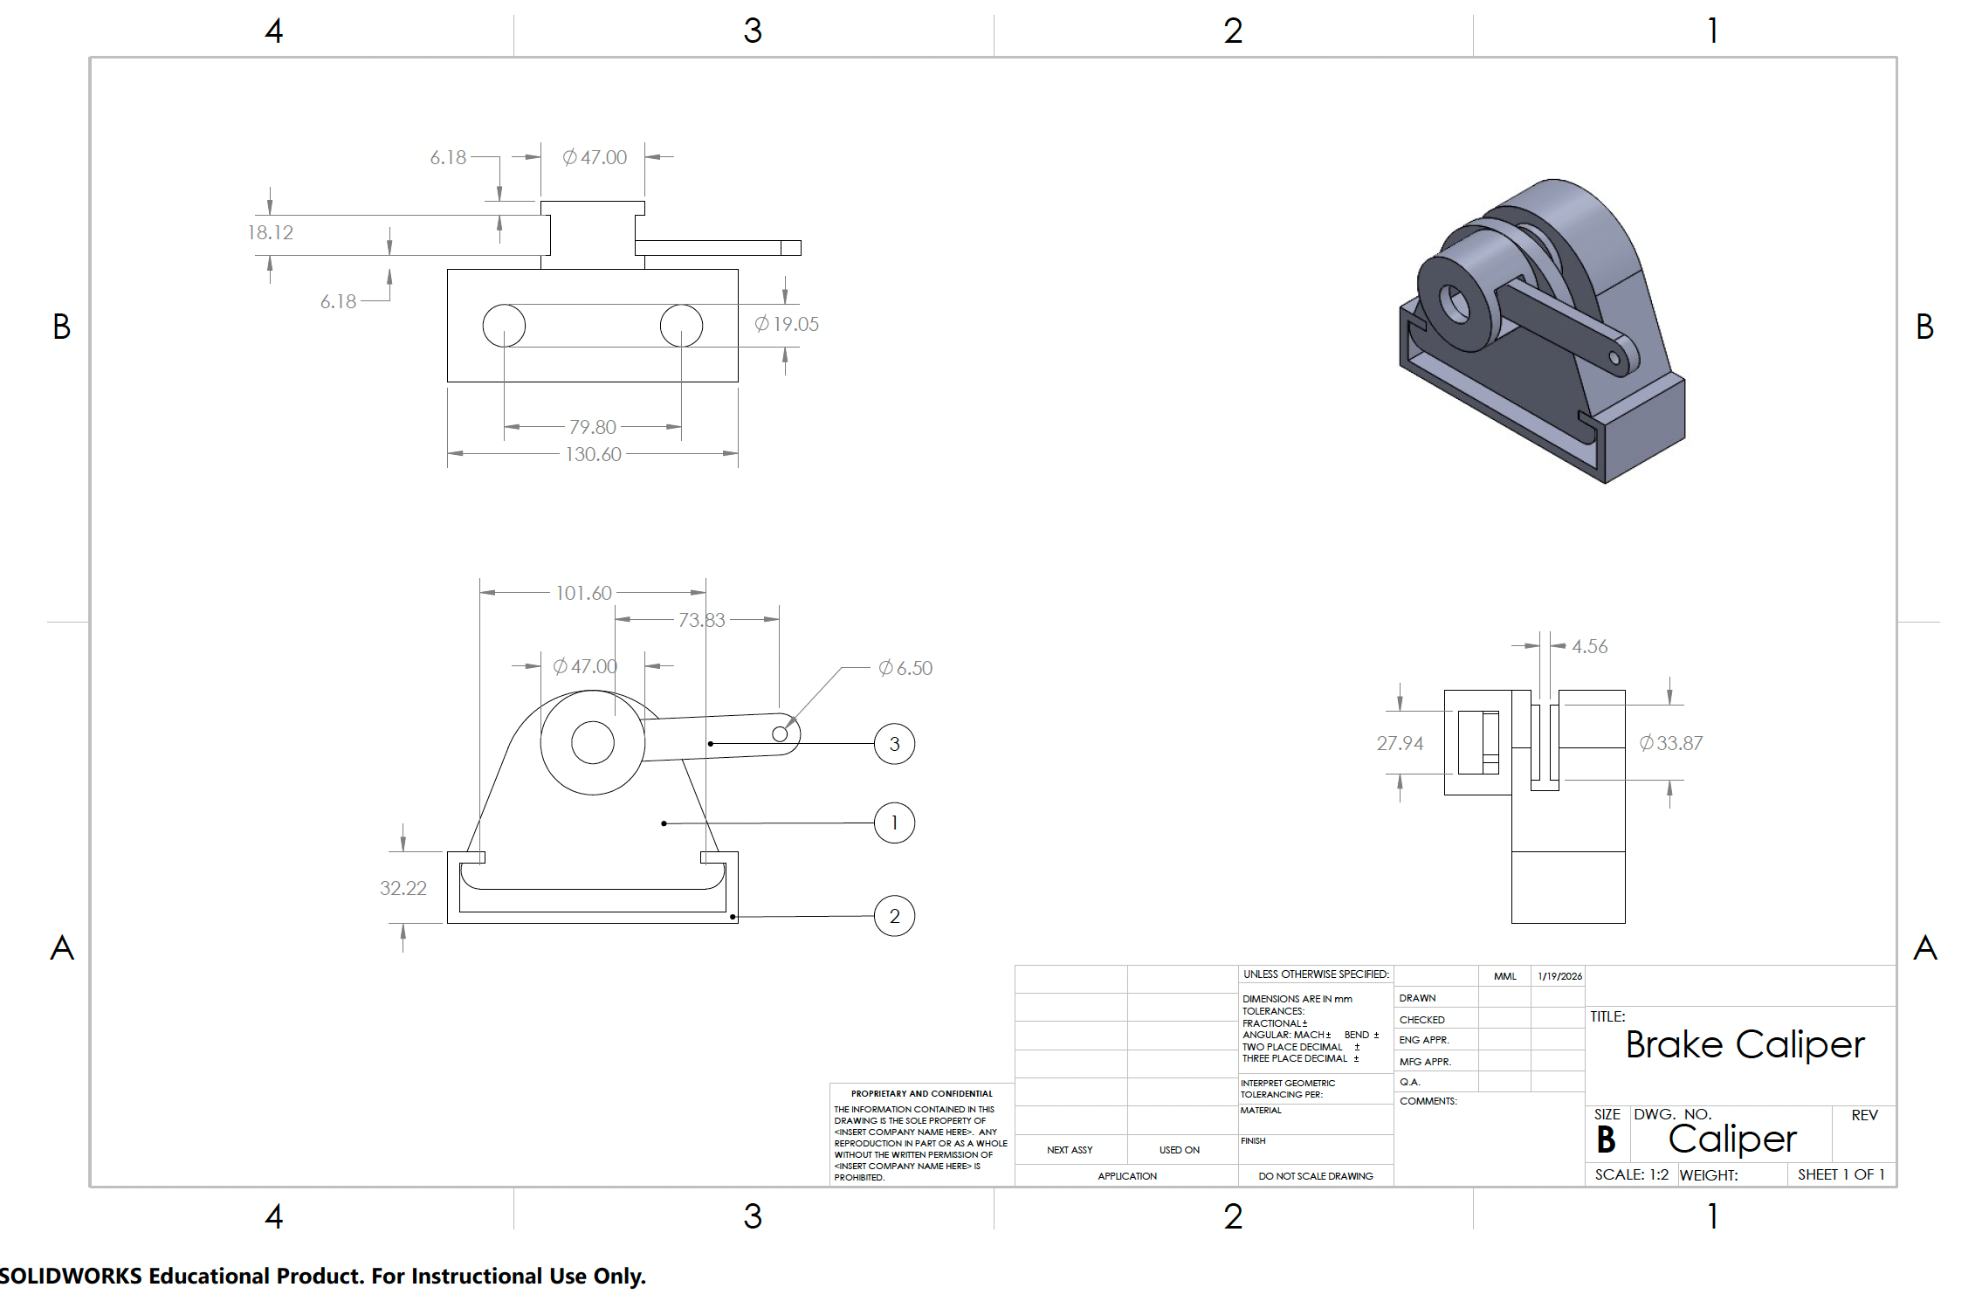 4 3 2 1
6.18 ⌀47.00
18.12
6.18
⌀19.05
79.80
130.60
B B
101.60
73.83
⌀47.00
⌀6.50
3
1
2
32.22
4.56
27.94
⌀33.87
A A
PROPRIETARY AND CONFIDENTIAL
THE INFORMATION CONTAINED IN THIS
DRAWING IS THE SOLE PROPERTY OF
<INSERT COMPANY NAME HERE>. ANY
REPRODUCTION IN PART OR AS A WHOLE
WITHOUT THE WRITTEN PERMISSION OF
<INSERT COMPANY NAME HERE> IS
PROHIBITED.
NEXT ASSY USED ON
APPLICATION
UNLESS OTHERWISE SPECIFIED:
DIMENSIONS ARE IN mm
TOLERANCES:
FRACTIONAL±
ANGULAR: MACH± BEND ±
TWO PLACE DECIMAL ±
THREE PLACE DECIMAL ±
INTERPRET GEOMETRIC
TOLERANCING PER:
MATERIAL
FINISH
DO NOT SCALE DRAWING
MML 1/19/2026
DRAWN
CHECKED
ENG APPR.
MFG APPR.
Q.A.
COMMENTS:
TITLE:
Brake Caliper
SIZE DWG. NO. REV
B Caliper
SCALE: 1:2 WEIGHT: SHEET 1 OF 1
4 3 2 1
SOLIDWORKS Educational Product. For Instructional Use Only.